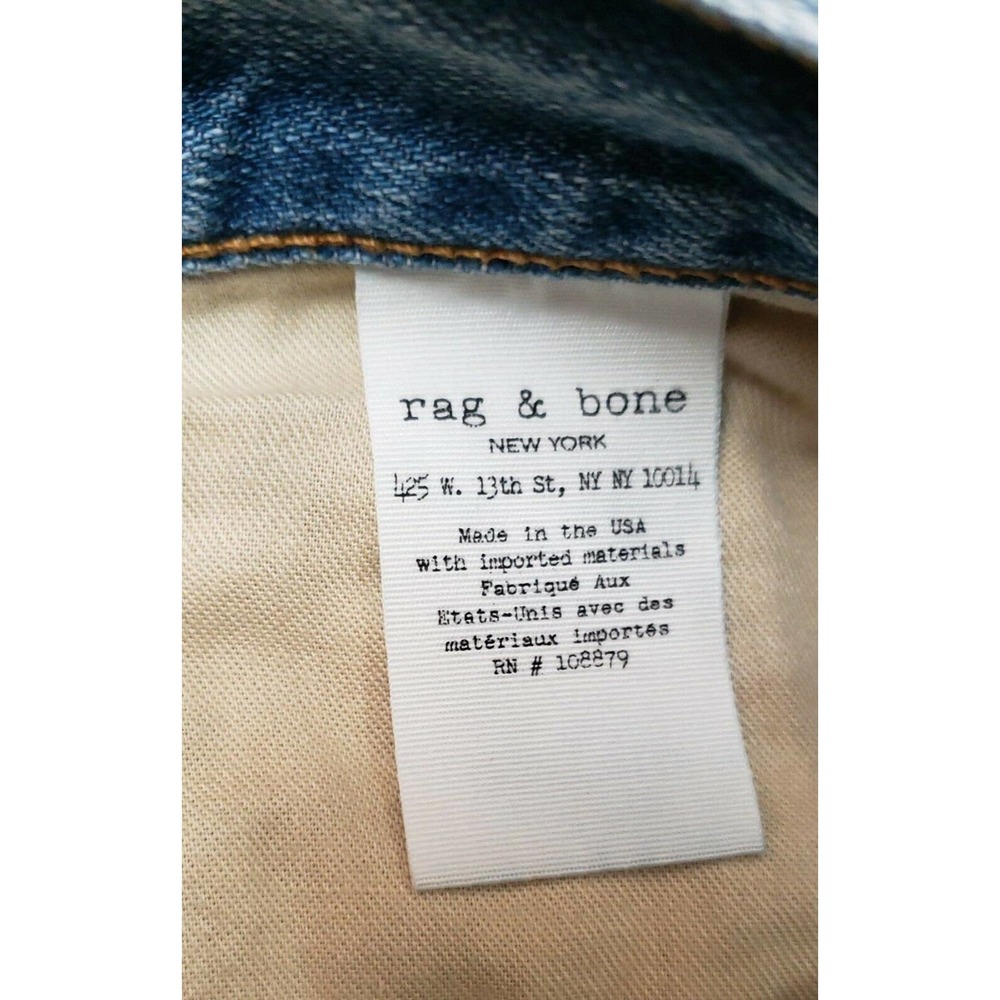 rag & bone
NEW YORK
425 W. 13th St, NY NY 10014
Made in the USA
with imported materials
Fabriqué Aux
Etats-Unis avec des
matériaux importés
RN # 108879